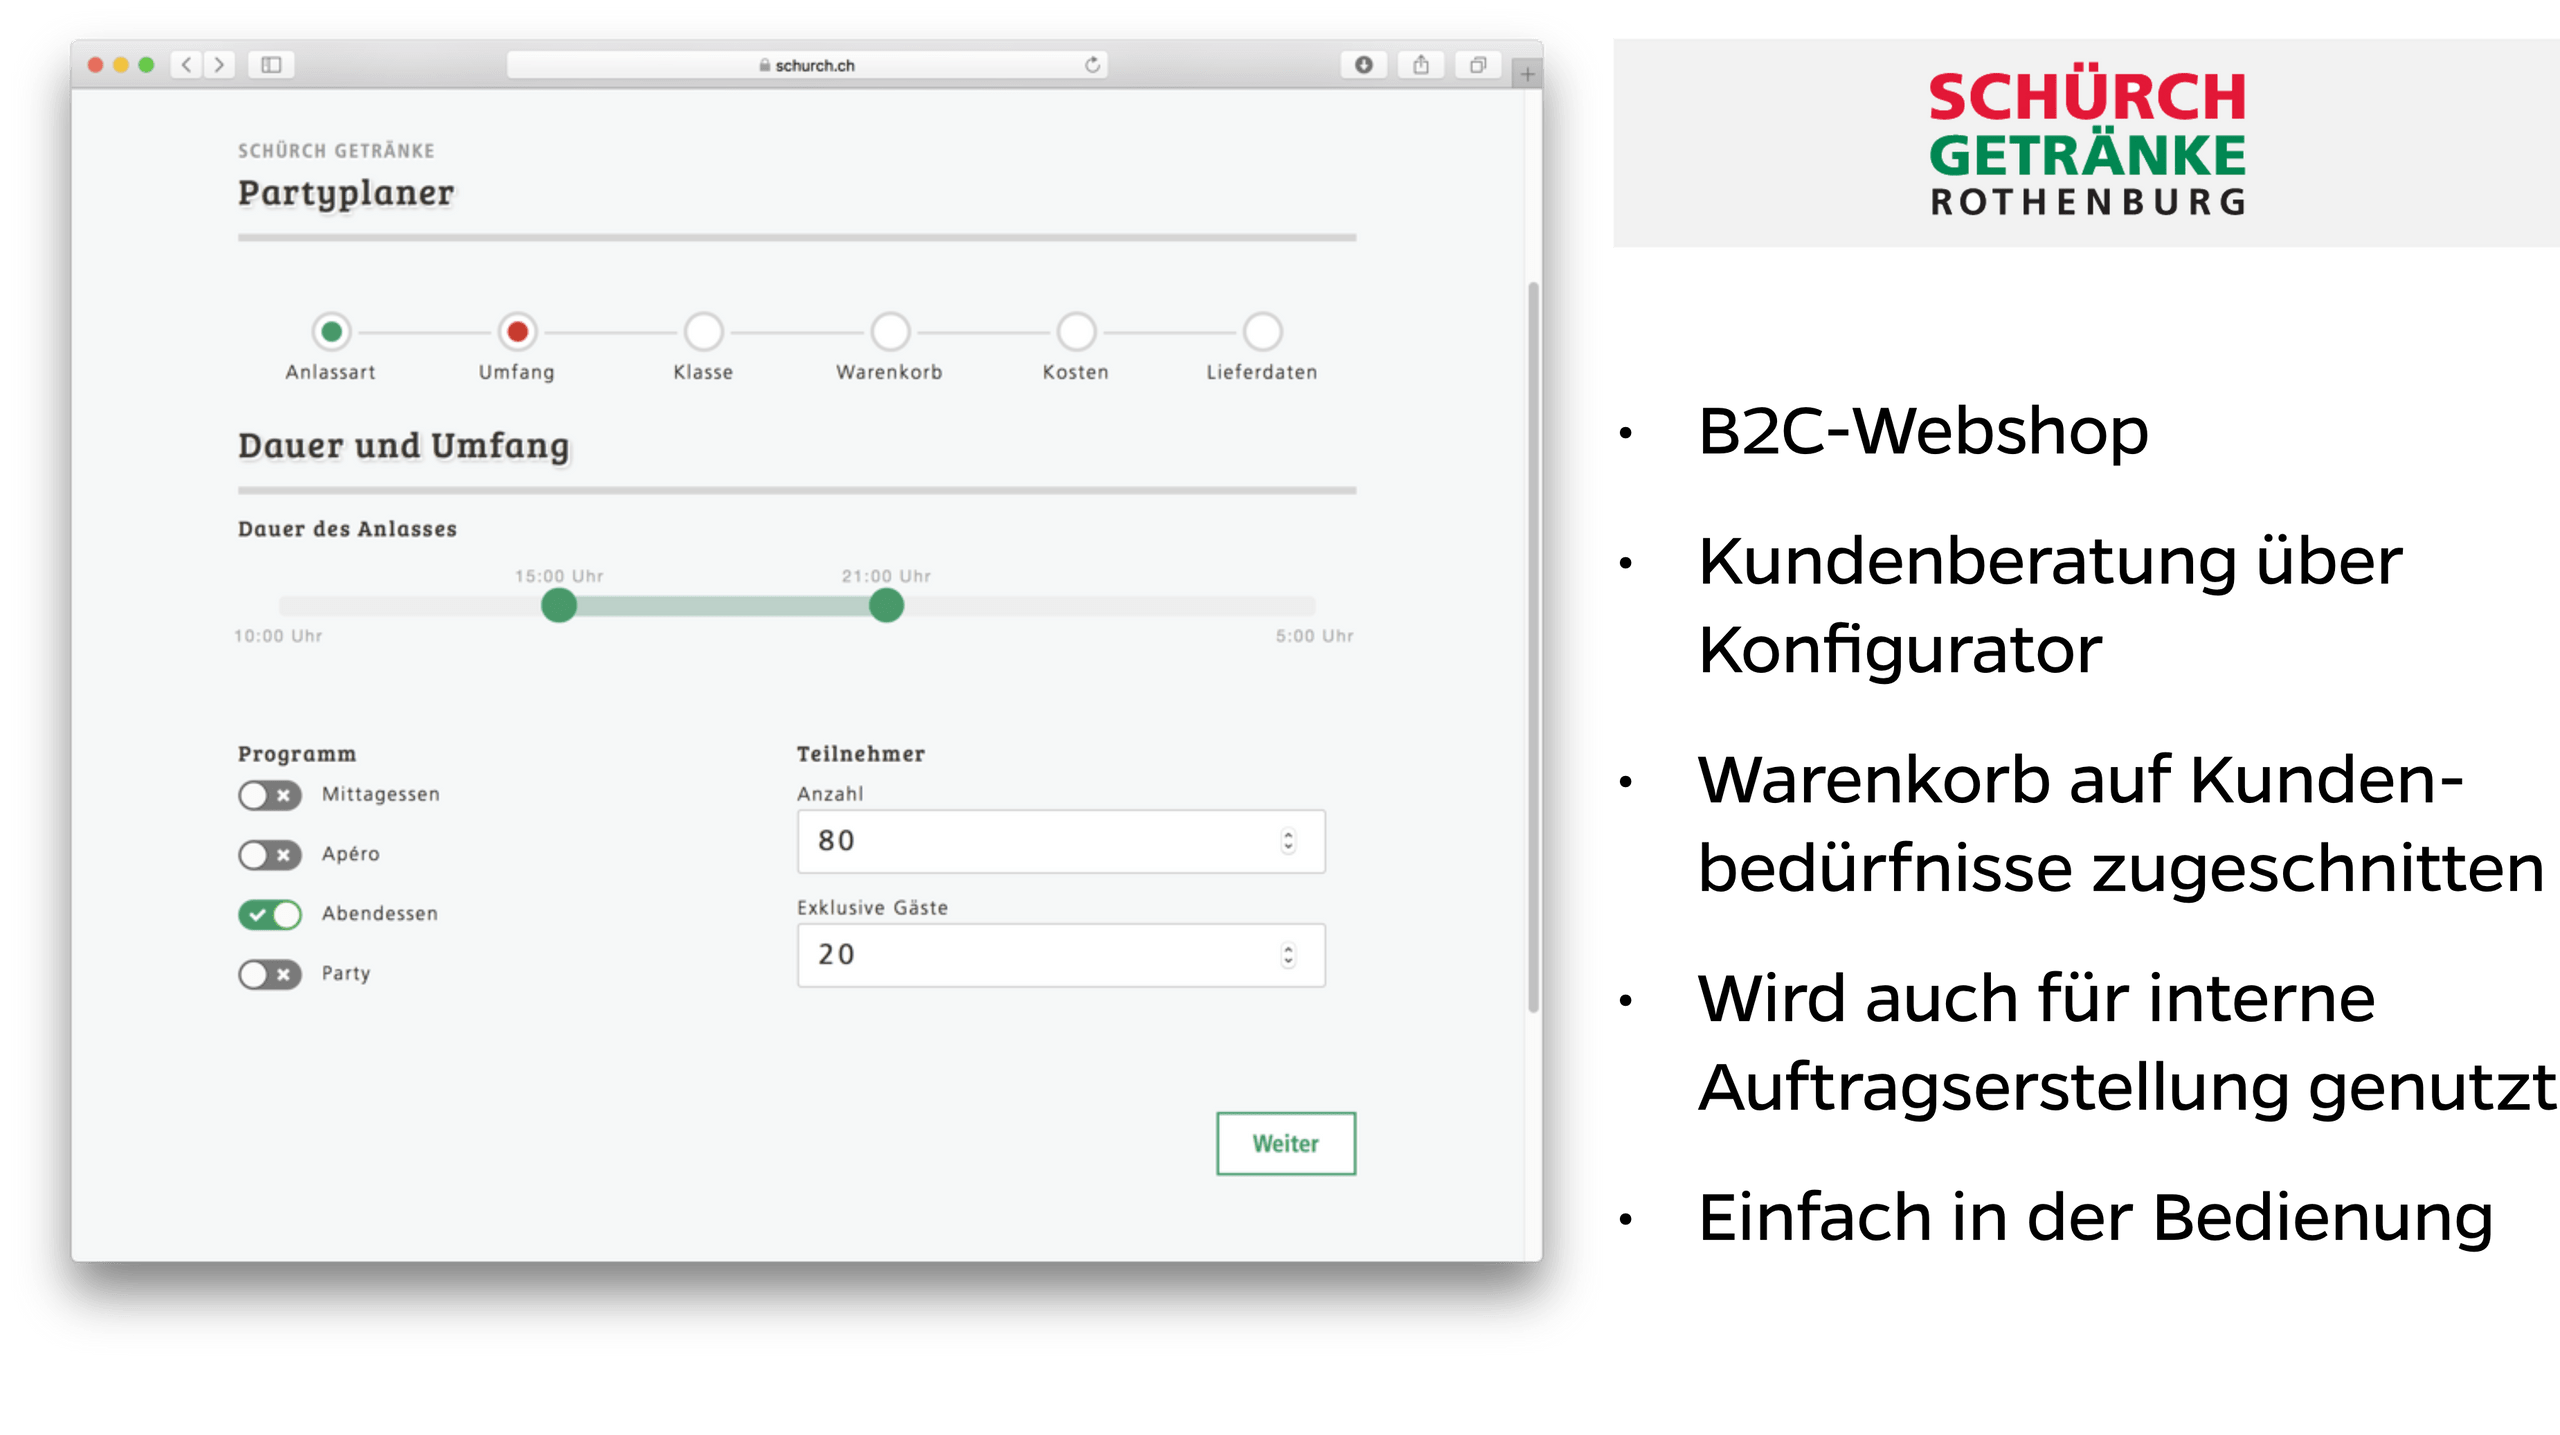 schurch.ch
SCHÜRCH GETRÄNKE
Partyplaner
Anlassart
Umfang
Klasse
Warenkorb
Kosten
Lieferdaten
Dauer und Umfang
Dauer des Anlasses
15:00 Uhr
21:00 Uhr
10:00 Uhr
5:00 Uhr
Programm
Mittagessen
Apéro
Abendessen
Party
Teilnehmer
Anzahl
80
Exklusive Gäste
20
Weiter
SCHÜRCH
GETRÄNKE
ROTHENBURG
• B2C-Webshop
• Kundenberatung über
Konfigurator
• Warenkorb auf Kunden-
bedürfnisse zugeschnitten
• Wird auch für interne
Auftragserstellung genutzt
• Einfach in der Bedienung